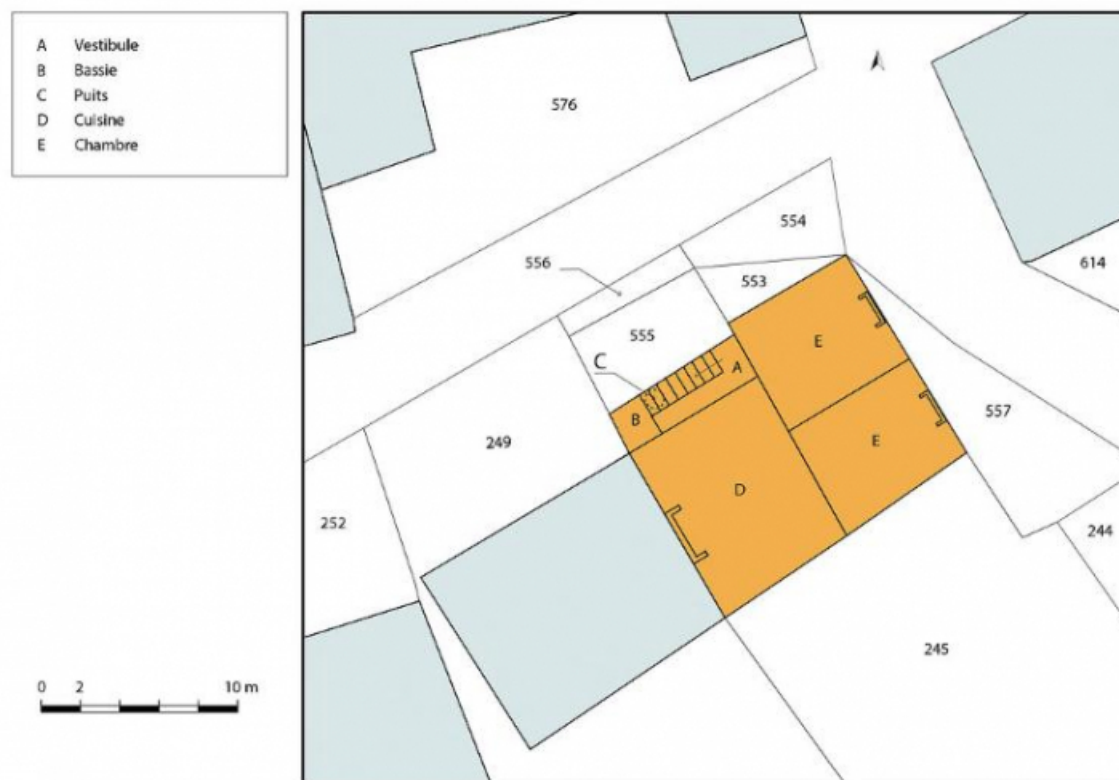 A Vestibule
B Bassie
C Puits
D Cuisine
E Chambre
576
554
556
614
553
555
E
C
A
B
557
249
E
D
252
244
245
0 2 10 m